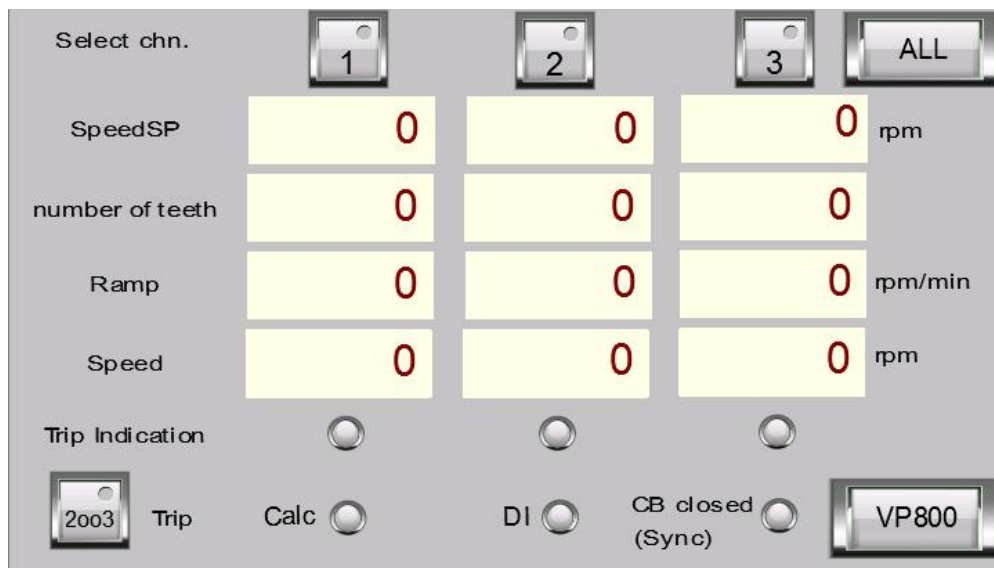 Select chn. 1 2 3 ALL
SpeedSP 0 0 0 rpm
number of teeth 0 0 0
Ramp 0 0 0 rpm/min
Speed 0 0 0 rpm
Trip Indication
2oo3 Trip Calc DI CB closed
(Sync) VP800